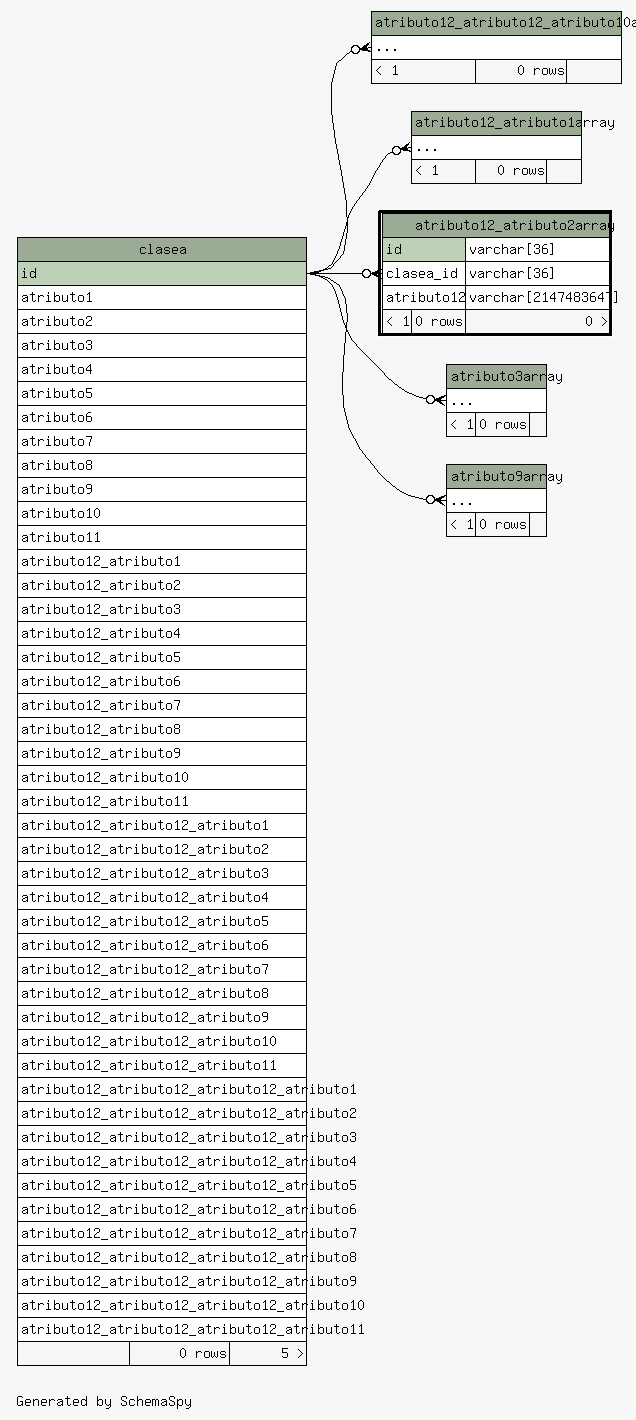 atributo12_atributo12_atributo10a
...
< 1 0 rows
atributo12_atributo1array
...
< 1 0 rows
atributo12_atributo2array
id varchar[36]
clasea_id varchar[36]
atributo12 varchar[2147483647]
< 1 0 rows 0 >
atributo3array
...
< 1 0 rows
atributo9array
...
< 1 0 rows
clasea
id
atributo1
atributo2
atributo3
atributo4
atributo5
atributo6
atributo7
atributo8
atributo9
atributo10
atributo11
atributo12_atributo1
atributo12_atributo2
atributo12_atributo3
atributo12_atributo4
atributo12_atributo5
atributo12_atributo6
atributo12_atributo7
atributo12_atributo8
atributo12_atributo9
atributo12_atributo10
atributo12_atributo11
atributo12_atributo12_atributo1
atributo12_atributo12_atributo2
atributo12_atributo12_atributo3
atributo12_atributo12_atributo4
atributo12_atributo12_atributo5
atributo12_atributo12_atributo6
atributo12_atributo12_atributo7
atributo12_atributo12_atributo8
atributo12_atributo12_atributo9
atributo12_atributo12_atributo10
atributo12_atributo12_atributo11
atributo12_atributo12_atributo12_atributo1
atributo12_atributo12_atributo12_atributo2
atributo12_atributo12_atributo12_atributo3
atributo12_atributo12_atributo12_atributo4
atributo12_atributo12_atributo12_atributo5
atributo12_atributo12_atributo12_atributo6
atributo12_atributo12_atributo12_atributo7
atributo12_atributo12_atributo12_atributo8
atributo12_atributo12_atributo12_atributo9
atributo12_atributo12_atributo12_atributo10
atributo12_atributo12_atributo12_atributo11
0 rows 5 >
Generated by SchemaSpy